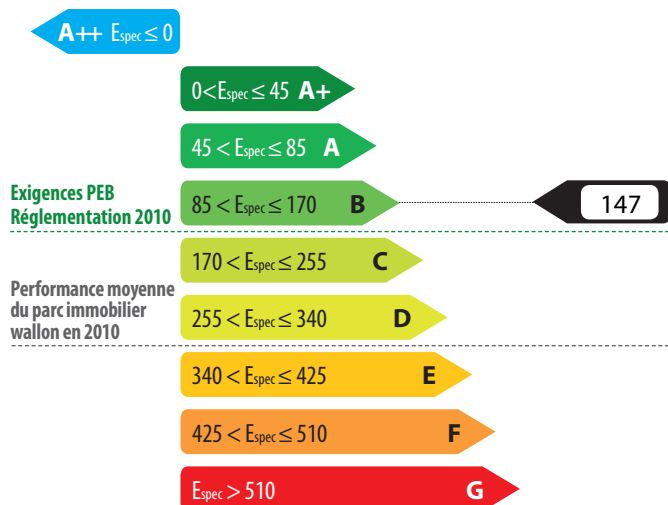 A++ Espec ≤ 0
0<Espec ≤ 45 A+
45 < Espec ≤ 85 A
Exigences PEB
Réglementation 2010
85 < Espec ≤ 170 B
147
170 < Espec ≤ 255 C
Performance moyenne
du parc immobilier
wallon en 2010
255 < Espec ≤ 340 D
340 < Espec ≤ 425 E
425 < Espec ≤ 510 F
Espec > 510 G